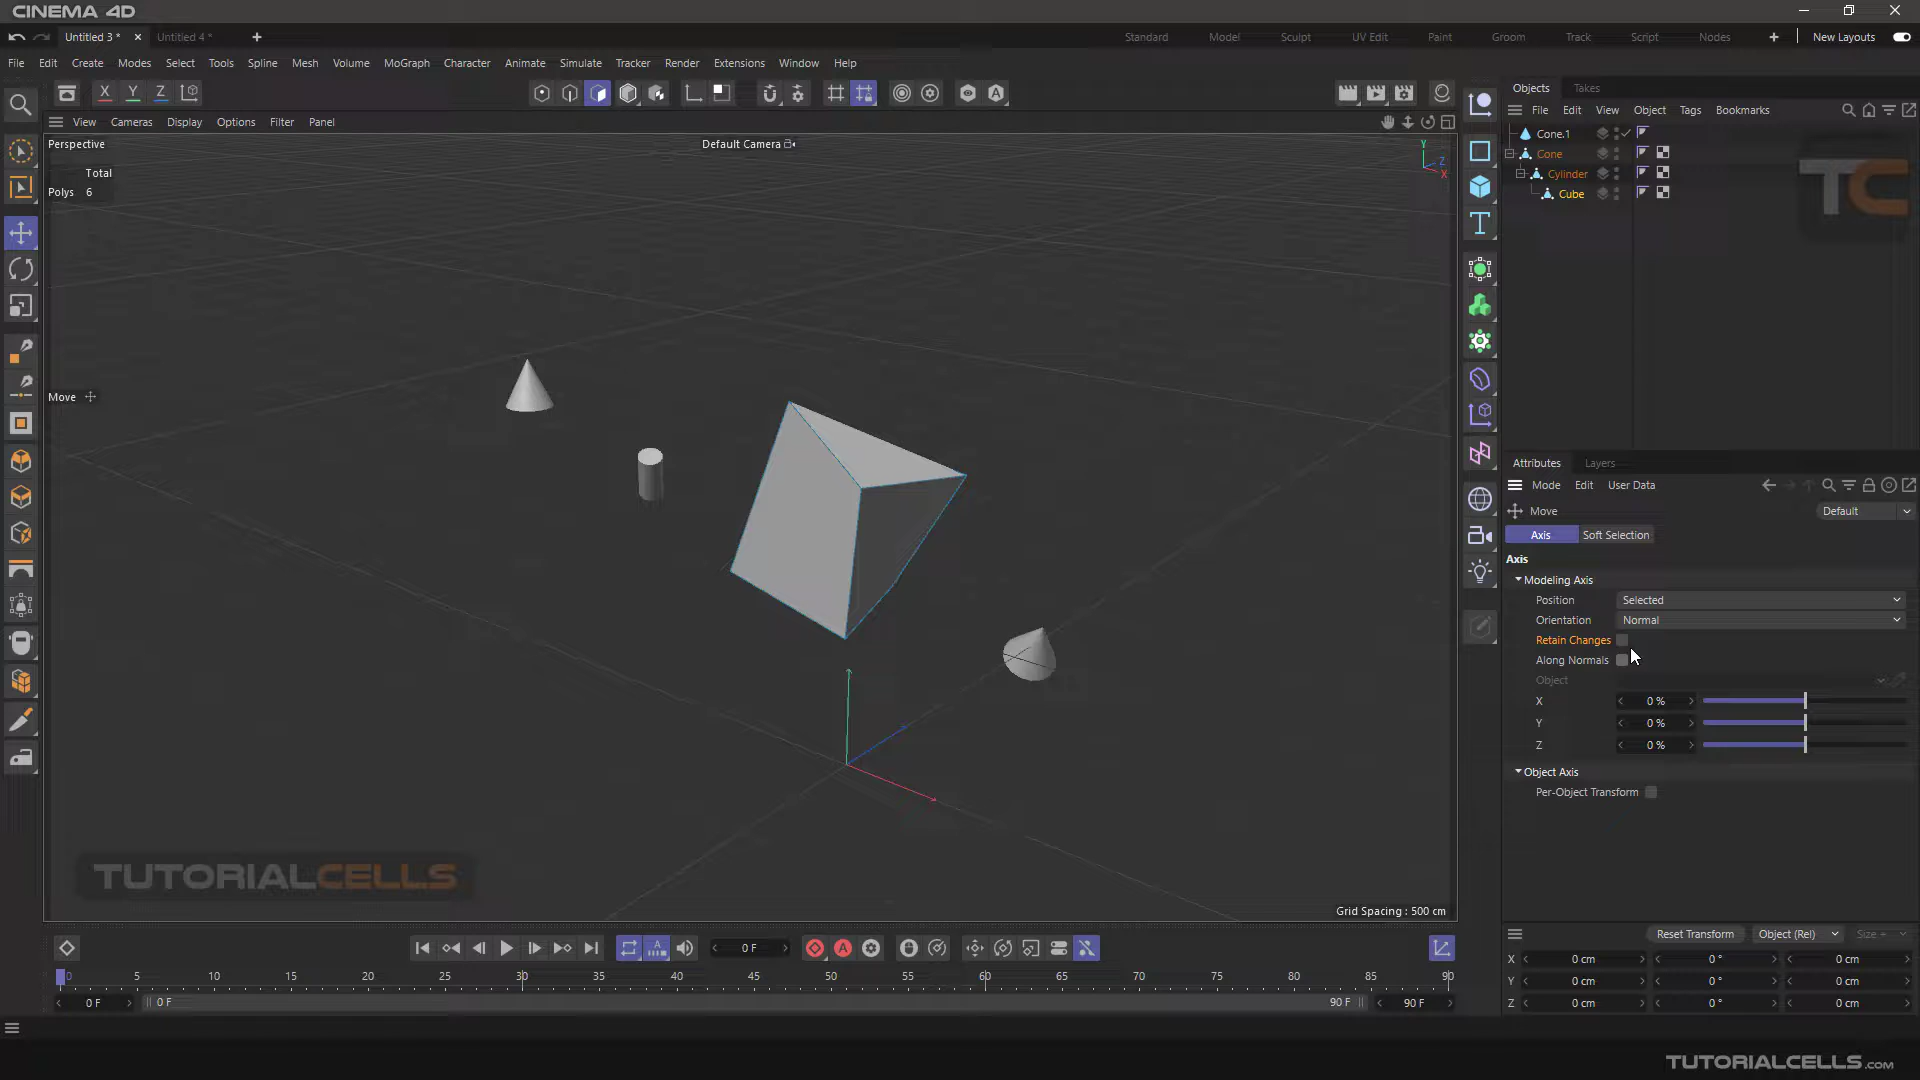 CINEMA 4D
Untitled 3 *
Untitled 4 *
Standard
Model
Sculpt
UV Edit
Paint
Groom
Track
Script
Nodes
New Layouts
File
Edit
Create
Modes
Select
Tools
Spline
Mesh
Volume
MoGraph
Character
Animate
Simulate
Tracker
Render
Extensions
Window
Help
X
Y
Z
View
Cameras
Display
Options
Filter
Panel
Perspective
Default Camera
Y
Z
X
Total
Polys 6
Move
TUTORIALCELLS
Grid Spacing : 500 cm
Objects
Takes
File
Edit
View
Object
Tags
Bookmarks
Cone.1
Cone
Cylinder
Cube
TC
Attributes
Layers
Mode
Edit
User Data
Move
Default
Axis
Soft Selection
Axis
Modeling Axis
Position
Selected
Orientation
Normal
Retain Changes
Along Normals
Object
X
0 %
Y
0 %
Z
0 %
Object Axis
Per-Object Transform
0 F
0 5 10 15 20 25 30 35 40 45 50 55 60 65 70 75 80 85 90
0 F
0 F
90 F
90 F
Reset Transform
Object (Rel)
Size
X 0 cm 0 ° 0 cm
Y 0 cm 0 ° 0 cm
Z 0 cm 0 ° 0 cm
TUTORIALCELLS.com